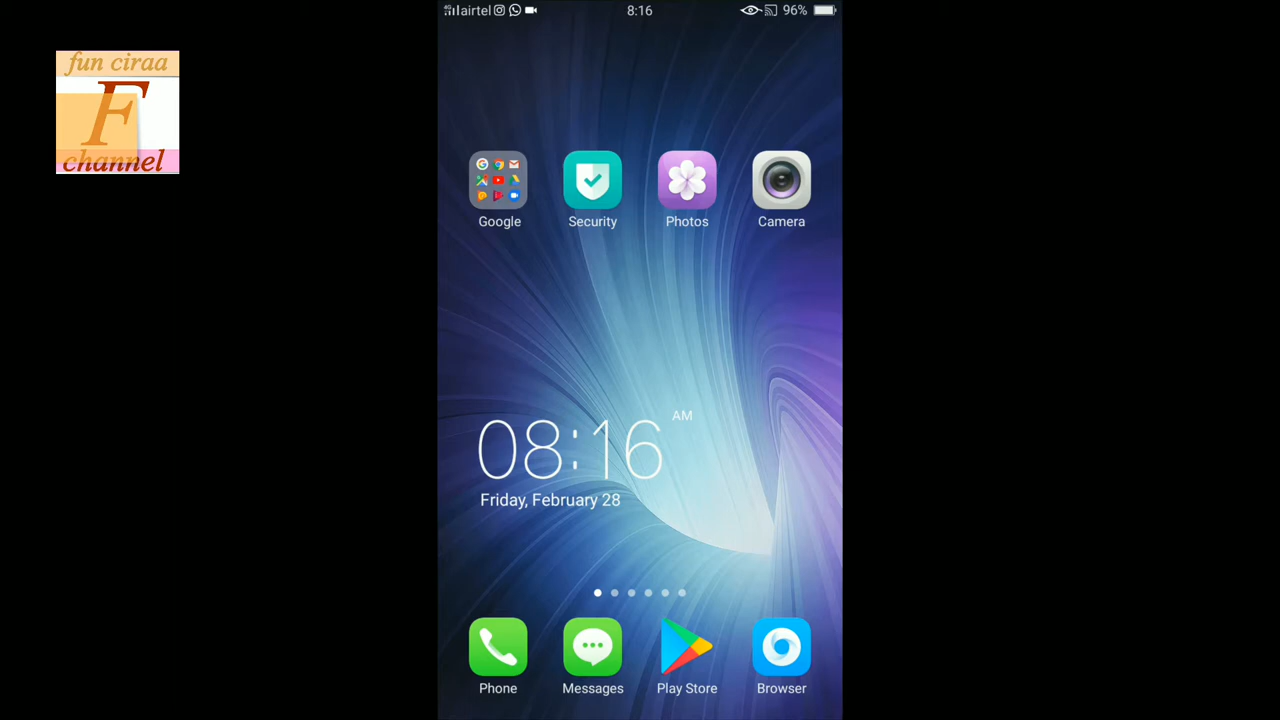 fun ciraa
F
channel
airtel 8:16 96%
Google Security Photos Camera
08:16 AM
Friday, February 28
Phone Messages Play Store Browser